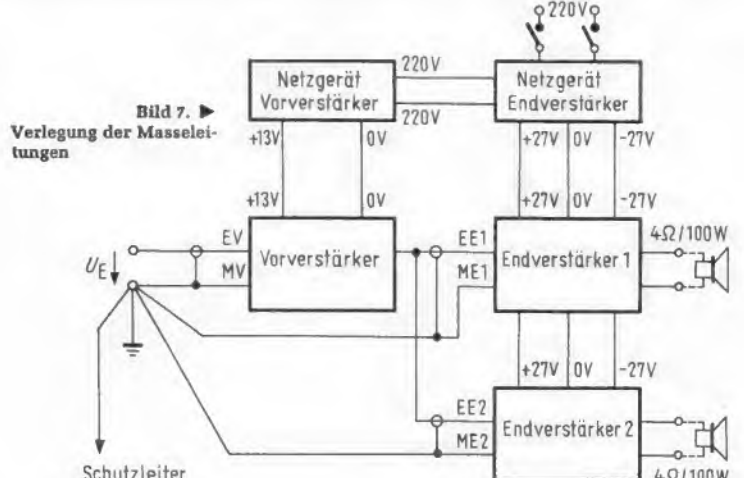 220V
Netzgerät
Vorverstärker
220V
220V
Netzgerät
Endverstärker
Bild 7. ▶
Verlegung der Masselei-
tungen
+13V 0V
+27V 0V -27V
+13V 0V
+27V 0V -27V
EV
MV
UE
Vorverstärker
EE1
ME1
Endverstärker 1
4Ω/100W
+27V 0V -27V
EE2
ME2
Endverstärker 2
4Ω/100W
Schutzleiter